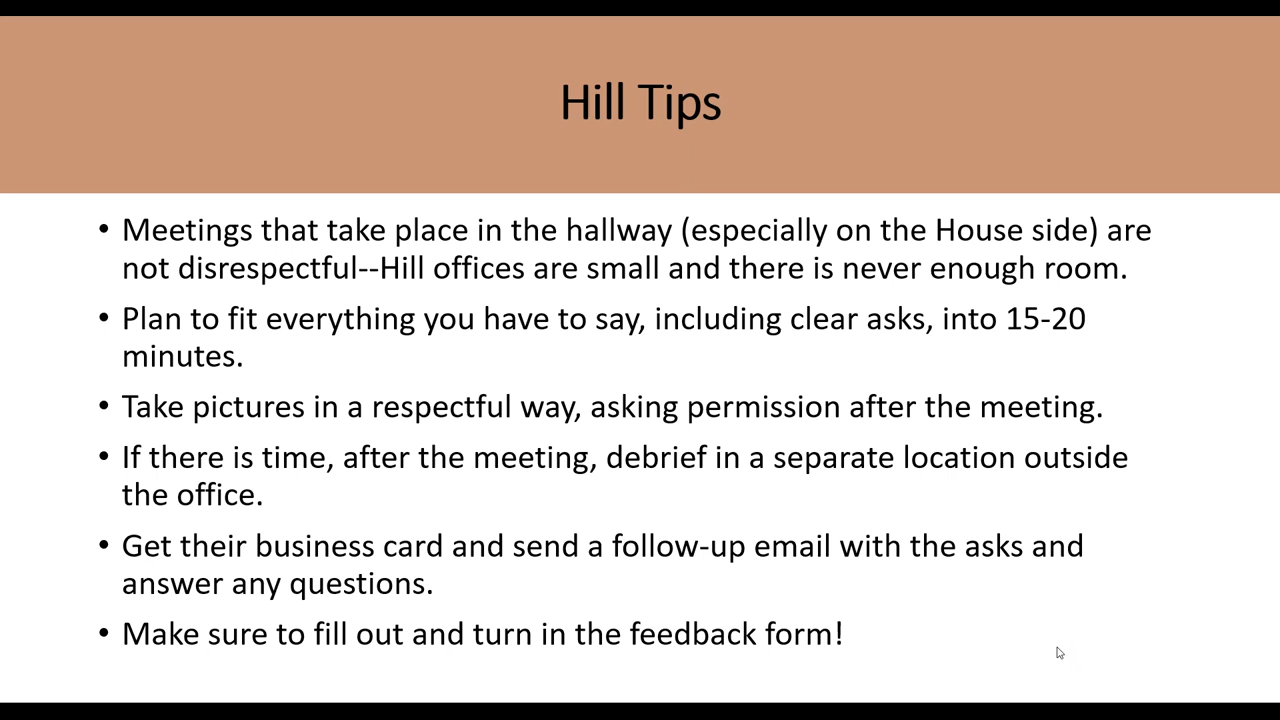 Hill Tips
• Meetings that take place in the hallway (especially on the House side) are
not disrespectful--Hill offices are small and there is never enough room.
• Plan to fit everything you have to say, including clear asks, into 15-20
minutes.
• Take pictures in a respectful way, asking permission after the meeting.
• If there is time, after the meeting, debrief in a separate location outside
the office.
• Get their business card and send a follow-up email with the asks and
answer any questions.
• Make sure to fill out and turn in the feedback form!